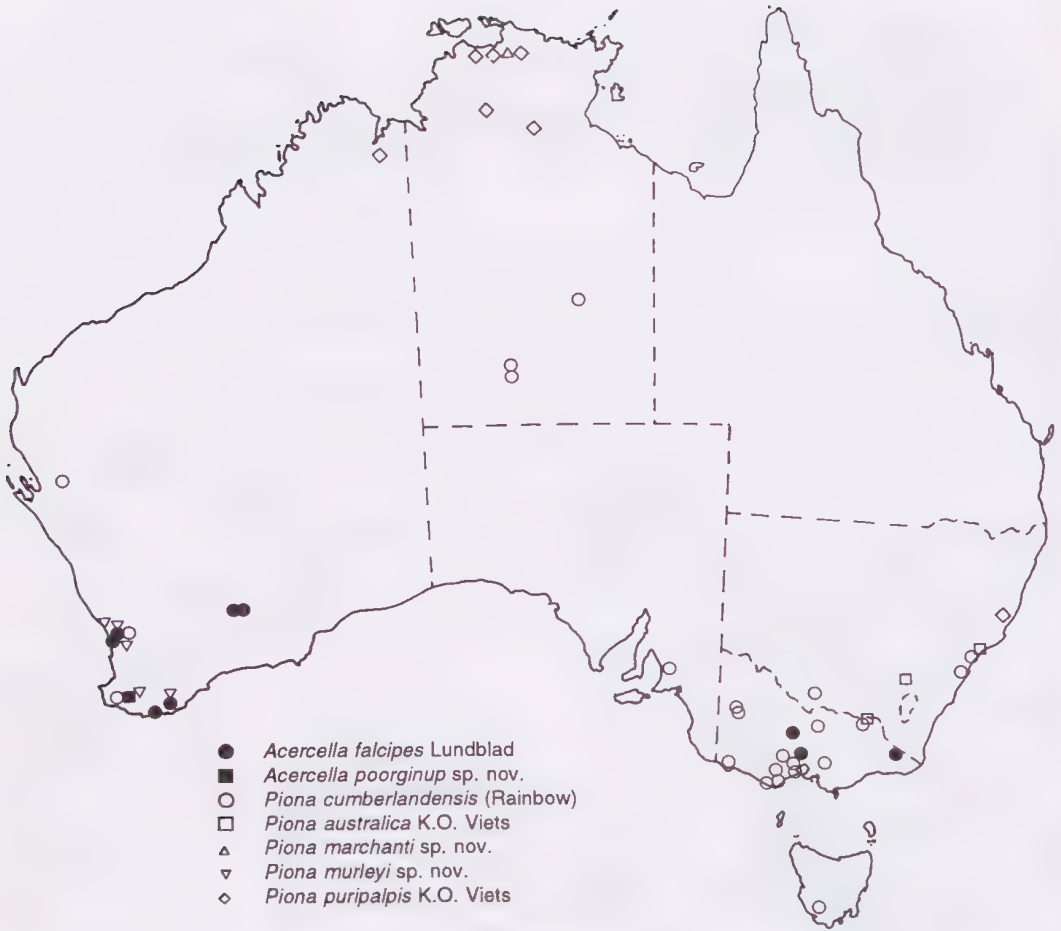 Acercella falcipes Lundblad
Acercella poorginup sp. nov.
Piona cumberlandensis (Rainbow)
Piona australica K.O. Viets
Piona marchanti sp. nov.
Piona murleyi sp. nov.
Piona puripalpis K.O. Viets